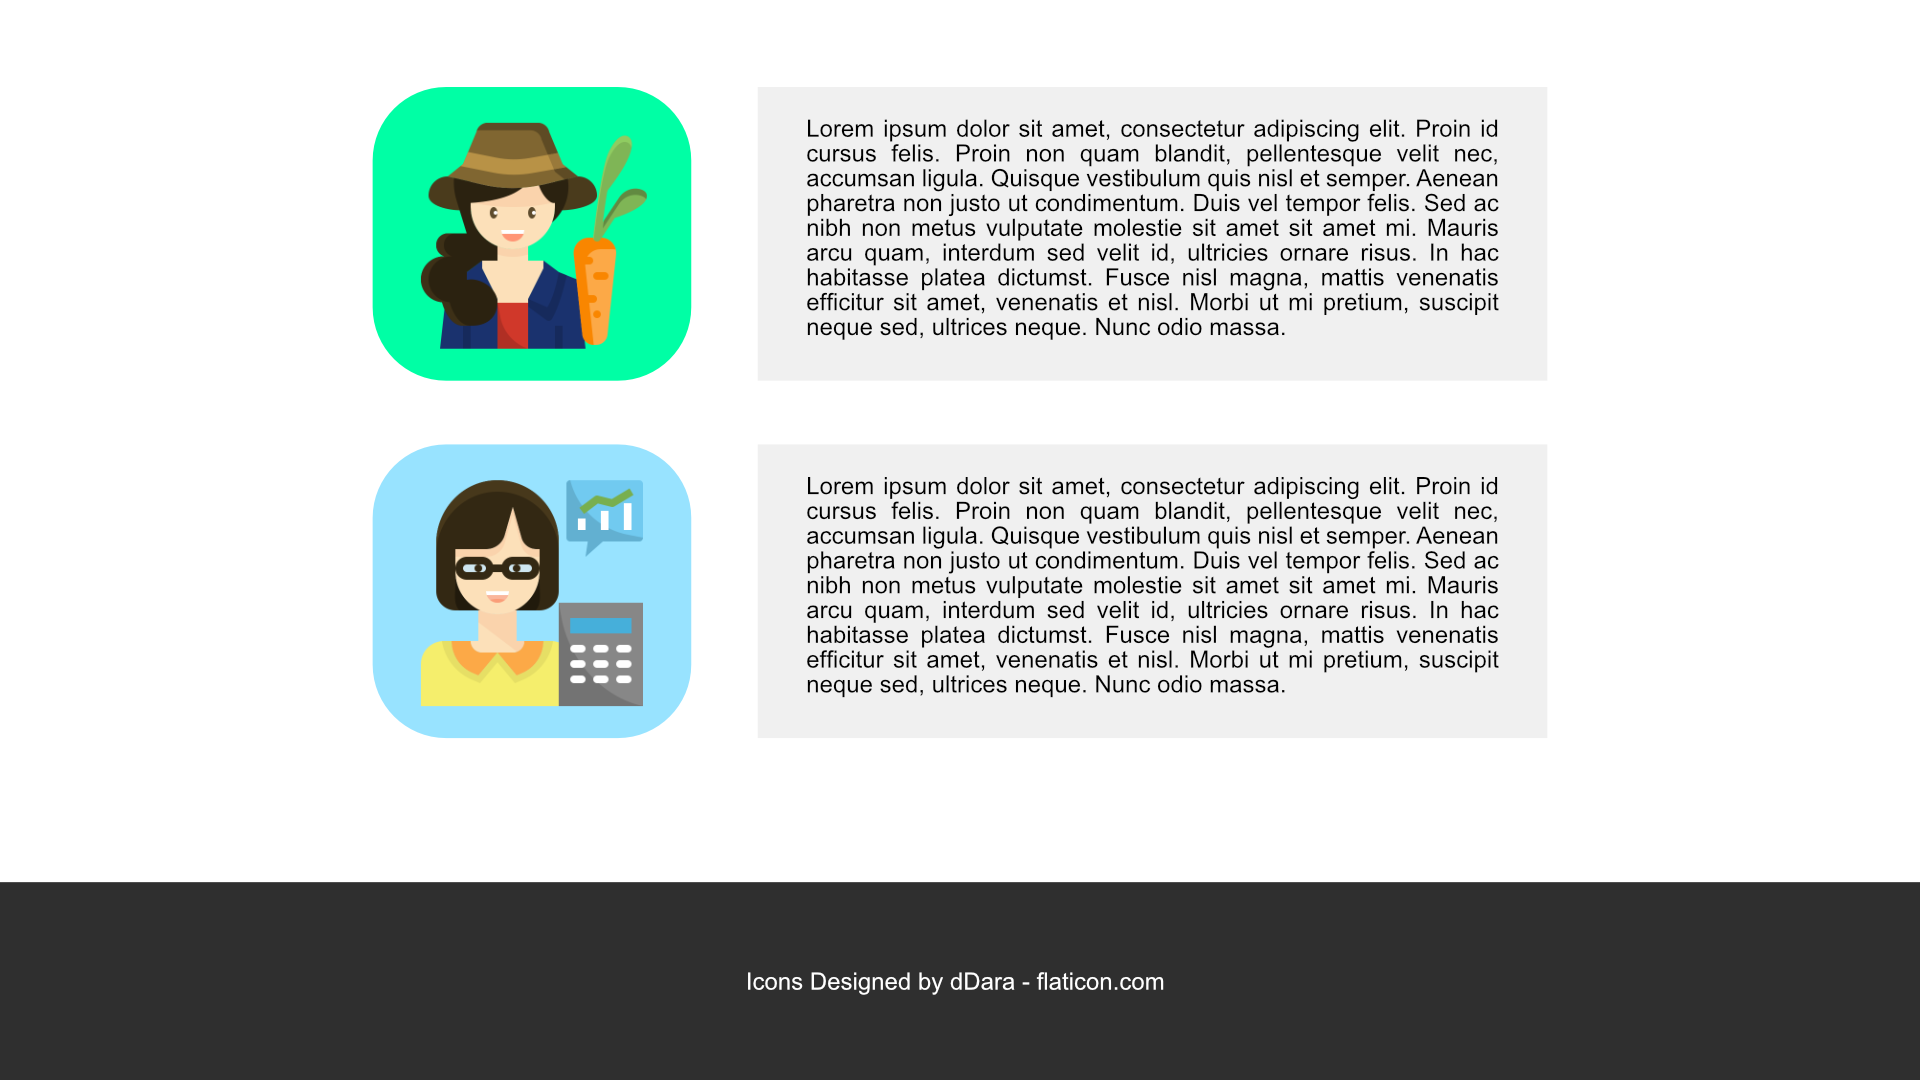 Lorem ipsum dolor sit amet, consectetur adipiscing elit. Proin id
cursus felis. Proin non quam blandit, pellentesque velit nec,
accumsan ligula. Quisque vestibulum quis nisl et semper. Aenean
pharetra non justo ut condimentum. Duis vel tempor felis. Sed ac
nibh non metus vulputate molestie sit amet sit amet mi. Mauris
arcu quam, interdum sed velit id, ultricies ornare risus. In hac
habitasse platea dictumst. Fusce nisl magna, mattis venenatis
efficitur sit amet, venenatis et nisl. Morbi ut mi pretium, suscipit
neque sed, ultrices neque. Nunc odio massa.
Lorem ipsum dolor sit amet, consectetur adipiscing elit. Proin id
cursus felis. Proin non quam blandit, pellentesque velit nec,
accumsan ligula. Quisque vestibulum quis nisl et semper. Aenean
pharetra non justo ut condimentum. Duis vel tempor felis. Sed ac
nibh non metus vulputate molestie sit amet sit amet mi. Mauris
arcu quam, interdum sed velit id, ultricies ornare risus. In hac
habitasse platea dictumst. Fusce nisl magna, mattis venenatis
efficitur sit amet, venenatis et nisl. Morbi ut mi pretium, suscipit
neque sed, ultrices neque. Nunc odio massa.
Icons Designed by dDara - flaticon.com